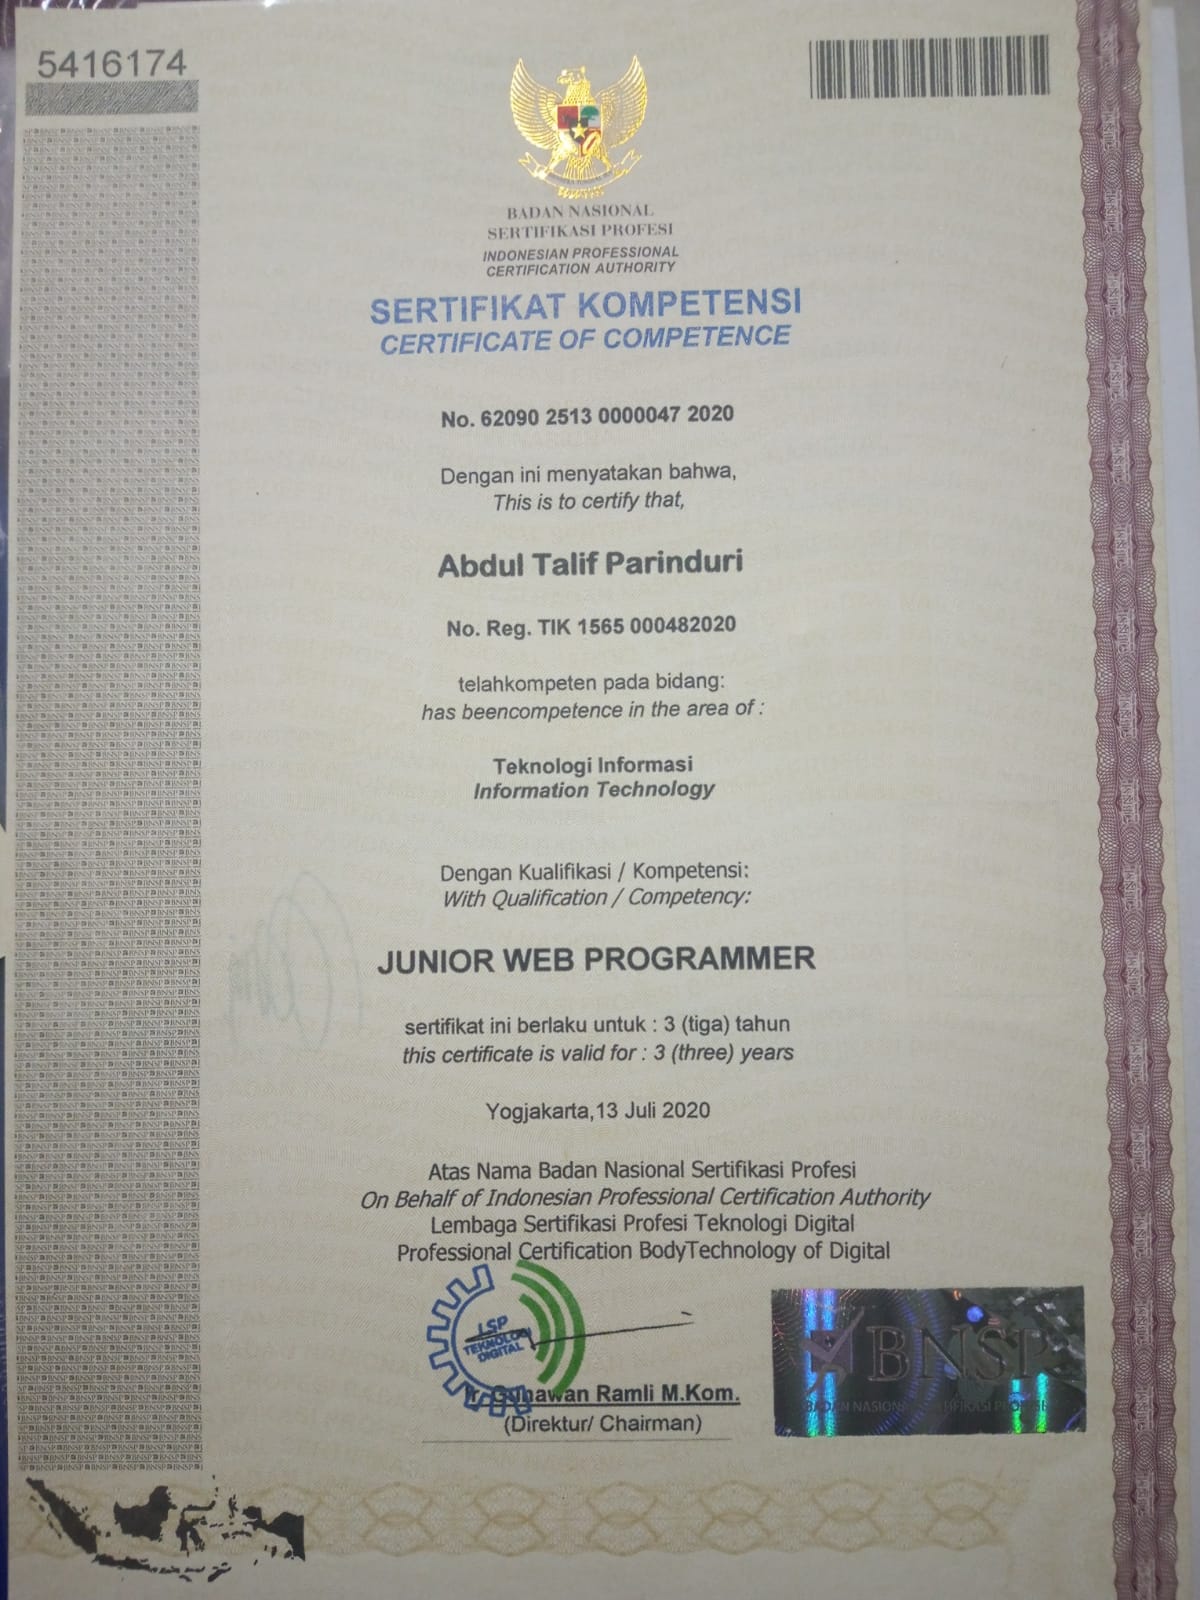 5416174
BADAN NASIONAL
SERTIFIKASI PROFESI
INDONESIAN PROFESSIONAL
CERTIFICATION AUTHORITY
SERTIFIKAT KOMPETENSI
CERTIFICATE OF COMPETENCE
No. 62090 2513 0000047 2020
Dengan ini menyatakan bahwa,
This is to certify that,
Abdul Talif Parinduri
No. Reg. TIK 1565 000482020
telahkompeten pada bidang:
has beencompetence in the area of :
Teknologi Informasi
Information Technology
Dengan Kualifikasi / Kompetensi:
With Qualification / Competency:
JUNIOR WEB PROGRAMMER
sertifikat ini berlaku untuk : 3 (tiga) tahun
this certificate is valid for : 3 (three) years
Yogjakarta,13 Juli 2020
Atas Nama Badan Nasional Sertifikasi Profesi
On Behalf of Indonesian Professional Certification Authority
Lembaga Sertifikasi Profesi Teknologi Digital
Professional Certification BodyTechnology of Digital
LSP
TEKNOLOGI
DIGITAL
Ir. Gunawan Ramli M.Kom.
(Direktur/ Chairman)
BNSP
BADAN NASIONAL SERTIFIKASI PROFESI